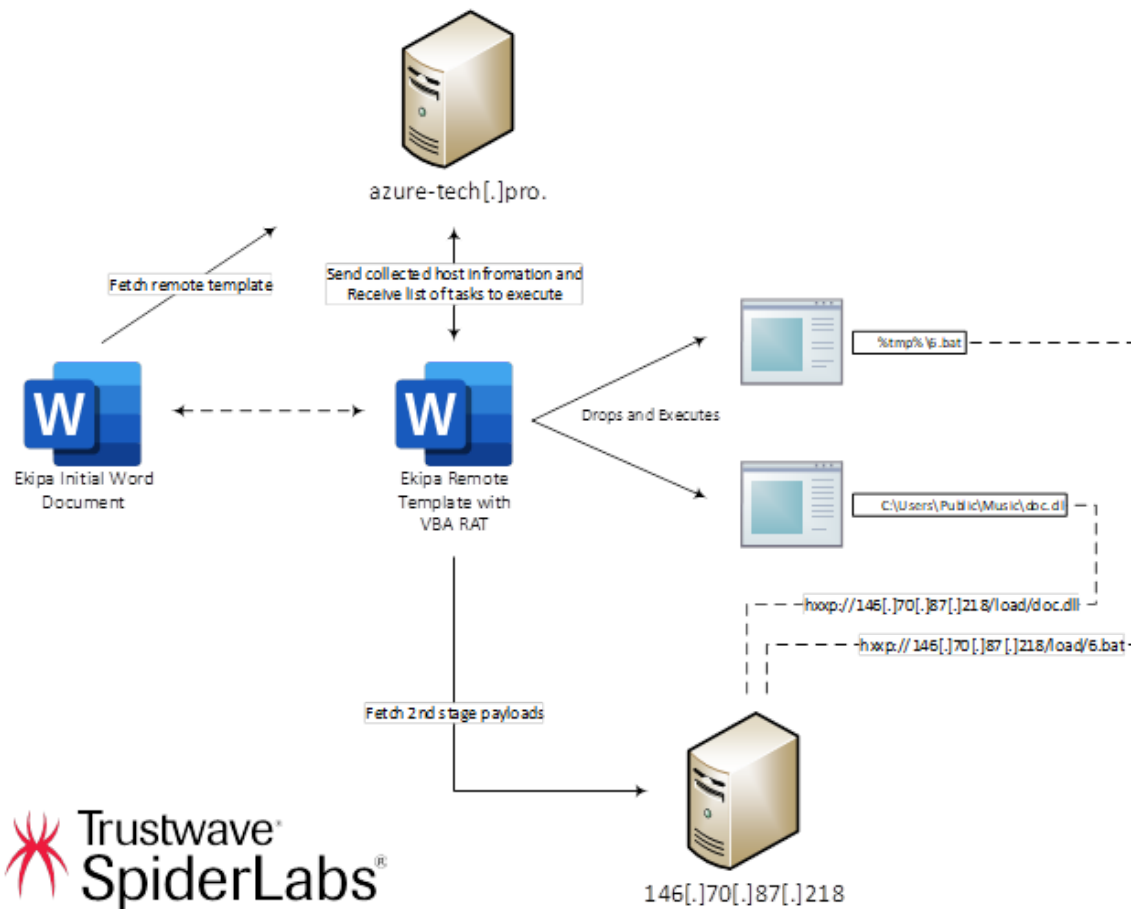 azure-tech[.]pro.
Fetch remote template
Send collected host infromation and
Receive list of tasks to execute
%tmp%\6.bat
W
W
Drops and Executes
Ekipa Initial Word
Document
Ekipa Remote
Template with
VBA RAT
C:\Users\Public\Music\doc.dll
hxxp://146[.]70[.]87[.]218/load/doc.dll
hxxp://146[.]70[.]87[.]218/load/6.bat
Fetch 2nd stage payloads
Trustwave
SpiderLabs®
146[.]70[.]87[.]218